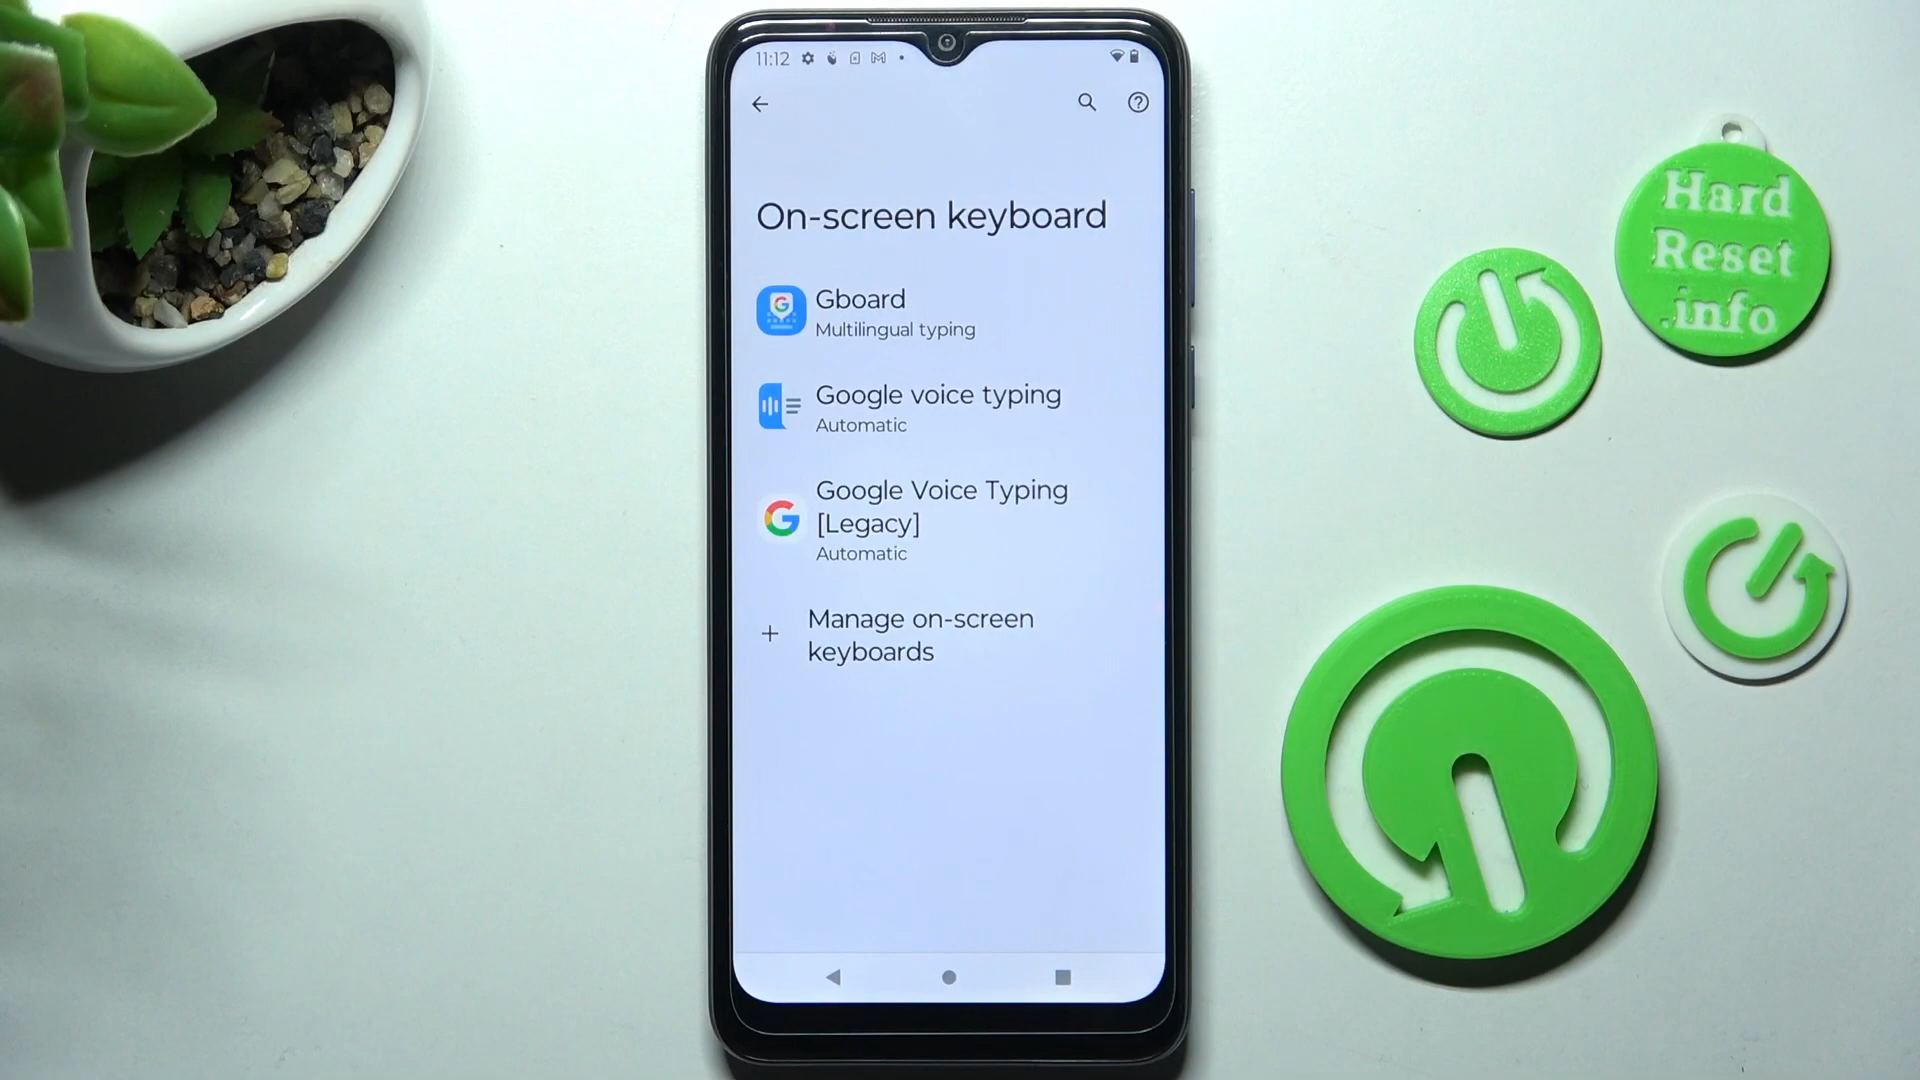 11:12
On-screen keyboard
Gboard
Multilingual typing
Google voice typing
Automatic
Google Voice Typing
[Legacy]
Automatic
Manage on-screen
keyboards
Hard
Reset
.info